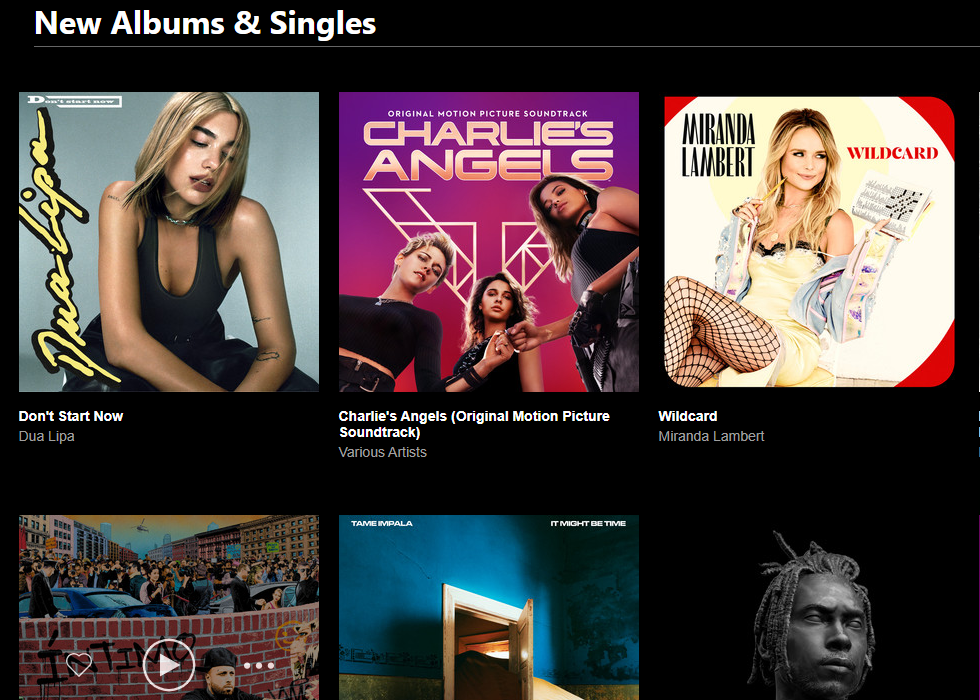 New Albums & Singles
Don't start now
Dua Lipa
ORIGINAL MOTION PICTURE SOUNDTRACK
CHARLIE'S
ANGELS
MIRANDA
LAMBERT
WILDCARD
Don't Start Now
Dua Lipa
Charlie's Angels (Original Motion Picture
Soundtrack)
Various Artists
Wildcard
Miranda Lambert
TAME IMPALA
IT MIGHT BE TIME